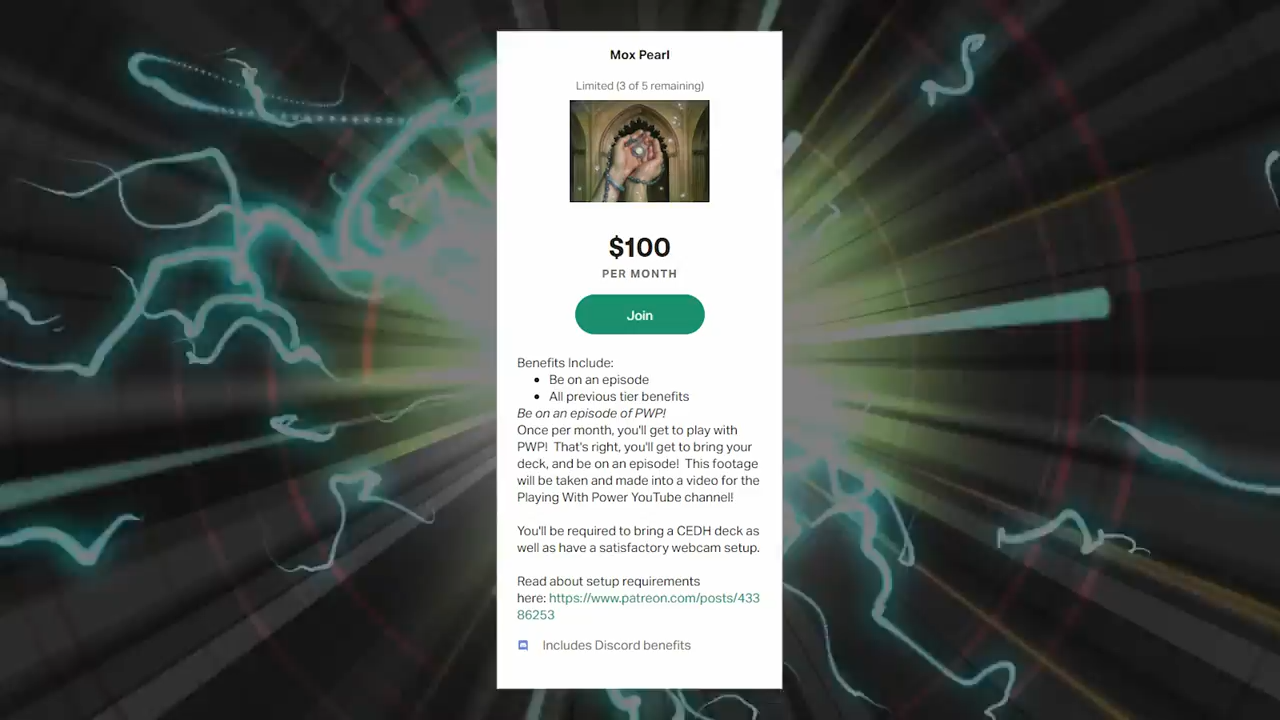 Mox Pearl
Limited (3 of 5 remaining)
$100
PER MONTH
Join
Benefits Include:
• Be on an episode
• All previous tier benefits
Be on an episode of PWP!
Once per month, you'll get to play with
PWP!  That's right, you'll get to bring your
deck, and be on an episode!  This footage
will be taken and made into a video for the
Playing With Power YouTube channel!
You'll be required to bring a CEDH deck as
well as have a satisfactory webcam setup.
Read about setup requirements
here: https://www.patreon.com/posts/433
86253
Includes Discord benefits